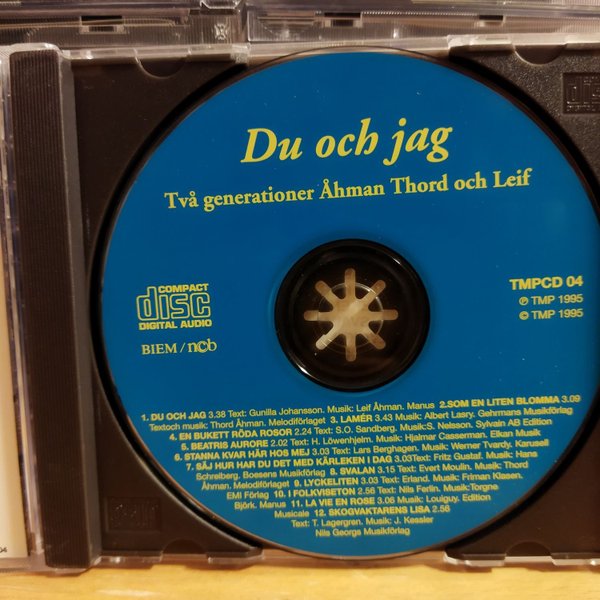 Du och jag
Två generationer Åhman Thord och Leif
COMPACT
disc
DIGITAL AUDIO
BIEM / ncb
TMPCD 04
℗ TMP 1995
© TMP 1995
1. DU OCH JAG 3.38 Text: Gunilla Johansson. Musik: Leif Åhman. Manus 2.SOM EN LITEN BLOMMA 3.09
Textoch musik: Thord Åhman. Melodiförlaget 3. LAMÉR 3.43 Musik: Albert Lasry. Gehrmans Musikförlag
4. EN BUKETT RÖDA ROSOR 2.24 Text: S.O. Sandberg. Musik:S. Nelsson. Sylvain AB Edition
5. BEATRIS AURORE 2.02 Text: H. Löwenhjelm. Musik: Hjalmar Casserman. Elkan Musik
6. STANNA KVAR HÄR HOS MEJ 3.03 Text: Lars Berghagen. Musik: Werner Tvardy. Karusell
7. SÄJ HUR HAR DU DET MED KÄRLEKEN I DAG 3.03Text: Fritz Gustaf. Musik: Hans
Schreiberg. Boesens Musikförlag 8. SVALAN 3.15 Text: Evert Moulin. Musik: Thord
Åhman. Melodiförlaget 9. LYCKELITEN 3.03 Text: Erland. Musik: Friman Klasen.
EMI Förlag 10. I FOLKVISETON 2.56 Text: Nils Ferlin. Musik:Torgne
Björk. Manus 11. LA VIE EN ROSE 3.06 Musik: Louiguy. Edition
Musicale 12. SKOGVAKTARENS LISA 2.58
Text: T. Lagergren. Musik: J. Kessler
Nils Georgs Musikförlag